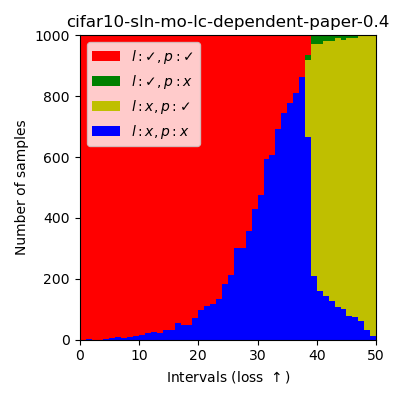 cifar10-sln-mo-lc-dependent-paper-0.4
1000
800
600
400
200
0
Number of samples
l : ✓, p : ✓
l : ✓, p : x
l : x, p : ✓
l : x, p : x
0 10 20 30 40 50
Intervals (loss ↑)